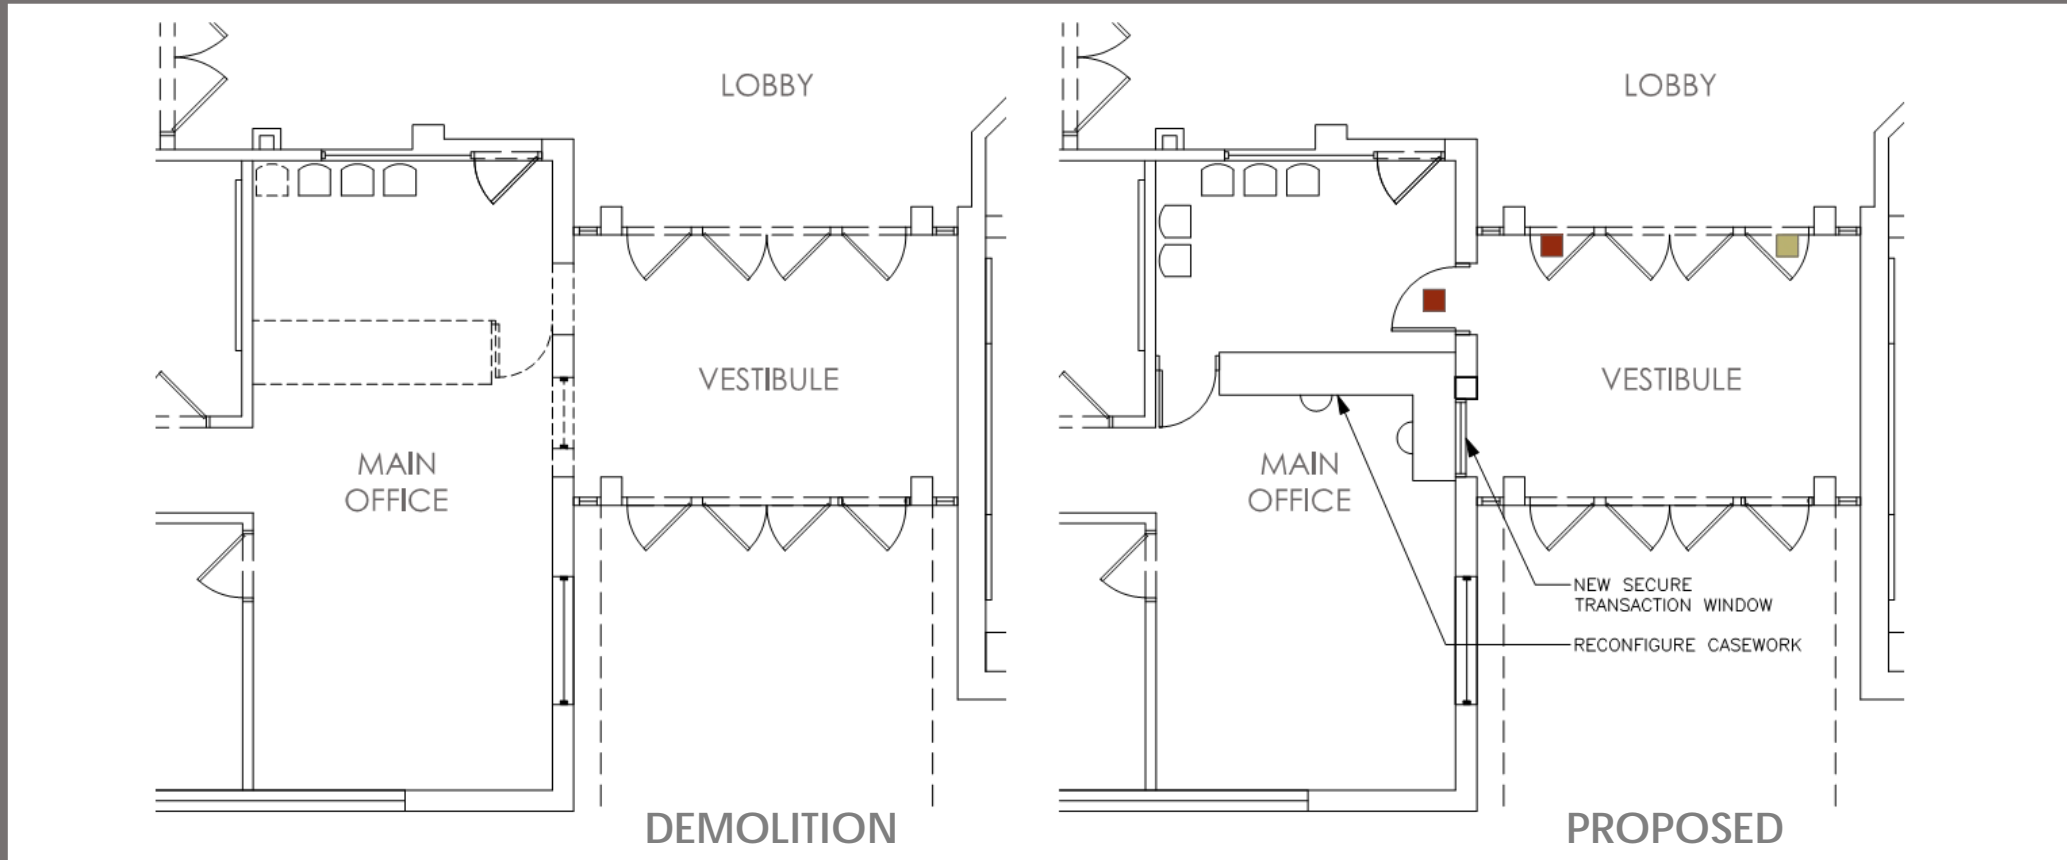 LOBBY
VESTIBULE
MAIN
OFFICE
DEMOLITION
LOBBY
VESTIBULE
MAIN
OFFICE
NEW SECURE
TRANSACTION WINDOW
RECONFIGURE CASEWORK
PROPOSED